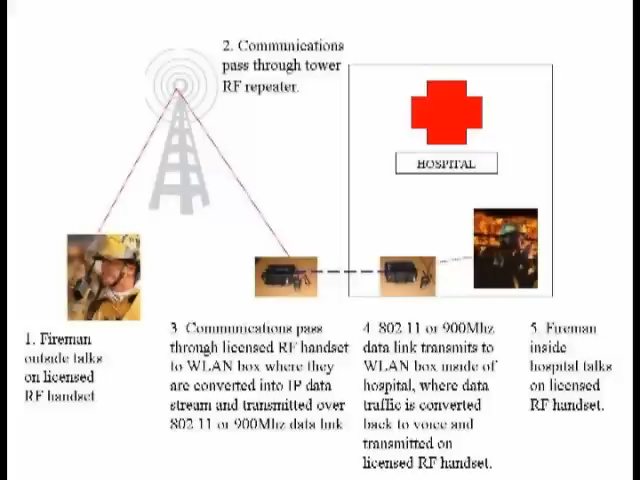 2. Communications
pass through tower
RF repeater.
HOSPITAL
1. Fireman
outside talks
on licensed
RF handset
3 Communications pass
through licensed RF handset
to WLAN box where they
are converted into IP data
stream and transmitted over
802 11 or 900Mhz data link
4 802 11 or 900Mhz
data link transmits to
WLAN box inside of
hospital, where data
traffic is converted
back to voice and
transmitted on
licensed RF handset.
5. Fireman
inside
hospital talks
on licensed
RF handset.